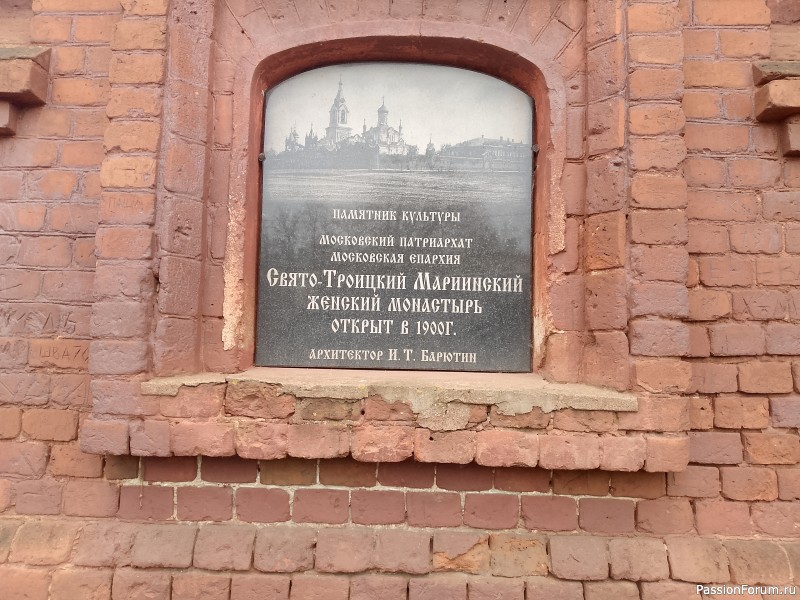 памятник культуры
Московский патриархат
Московская епархия
Свято-Троицкий Мариинский
женский монастырь
открыт в 1900г.
архитектор И. Т. Барютин
PassionForum.ru